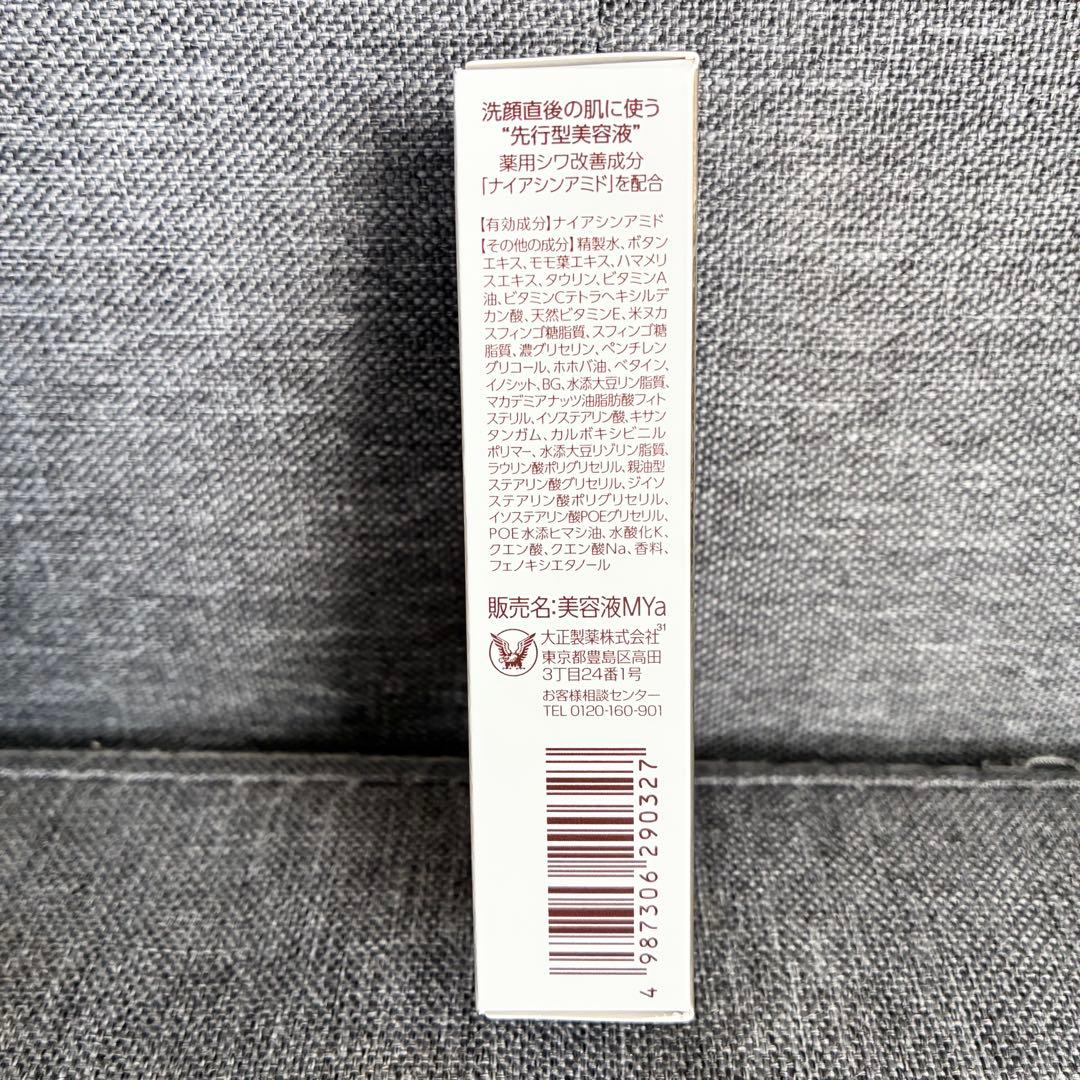 洗顔直後の肌に使う
“先行型美容液”
薬用シワ改善成分
「ナイアシンアミド」を配合
【有効成分】ナイアシンアミド
【その他の成分】精製水、ボタン
エキス、モモ葉エキス、ハマメリ
スエキス、タウリン、ビタミンA
油、ビタミンCテトラヘキシルデ
カン酸、天然ビタミンE、米ヌカ
スフィンゴ糖脂質、スフィンゴ糖
脂質、濃グリセリン、ペンチレン
グリコール、ホホバ油、ベタイン、
イノシット、BG、水添大豆リン脂質、
マカデミアナッツ油脂肪酸フィト
ステリル、イソステアリン酸、キサン
タンガム、カルボキシビニル
ポリマー、水添大豆リゾリン脂質、
ラウリン酸ポリグリセリル、親油型
ステアリン酸グリセリル、ジイソ
ステアリン酸ポリグリセリル、
イソステアリン酸POEグリセリル、
POE水添ヒマシ油、水酸化K、
クエン酸、クエン酸Na、香料、
フェノキシエタノール
販売名:美容液MYa
大正製薬株式会社31
東京都豊島区高田
3丁目24番1号
お客様相談センター
TEL 0120-160-901
4 987306 290327